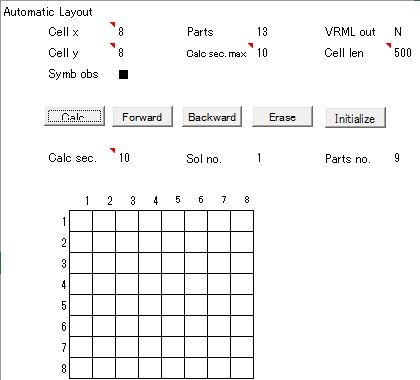 Automatic Layout
Cell x 8 Parts 13 VRML out N
Cell y 8 Calc sec. max 10 Cell len 500
Symb obs ■
Calc Forward Backward Erase Initialize
Calc sec. 10 Sol no. 1 Parts no. 9
1 2 3 4 5 6 7 8
1
2
3
4
5
6
7
8